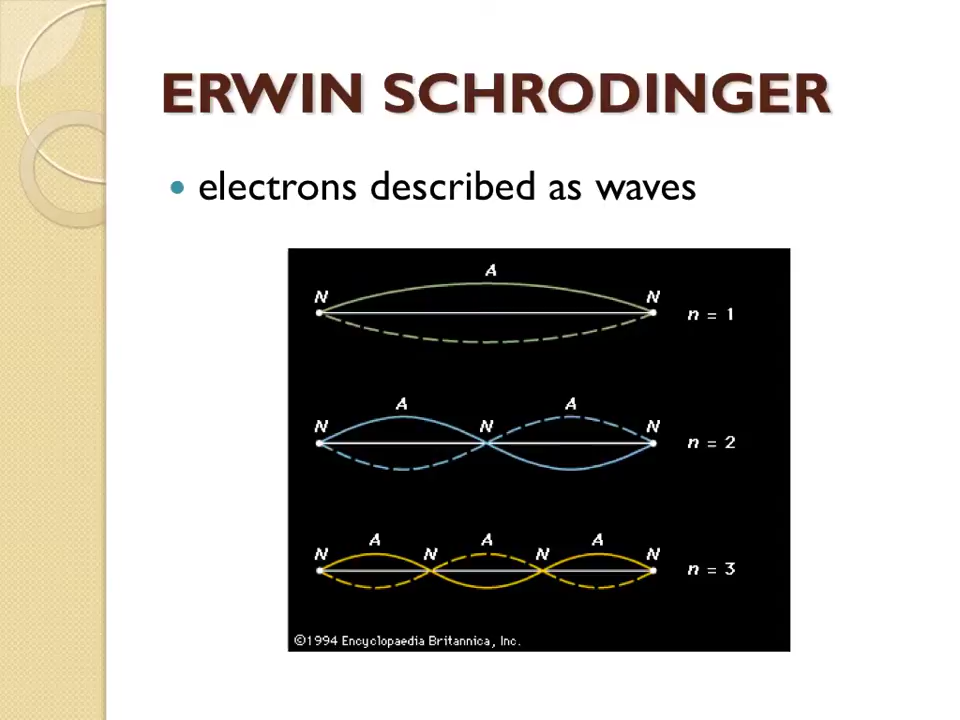 ERWIN SCHRODINGER
• electrons described as waves
A
N N
n = 1
A A
N N N
n = 2
A A A
N N N N
n = 3
©1994 Encyclopaedia Britannica, Inc.